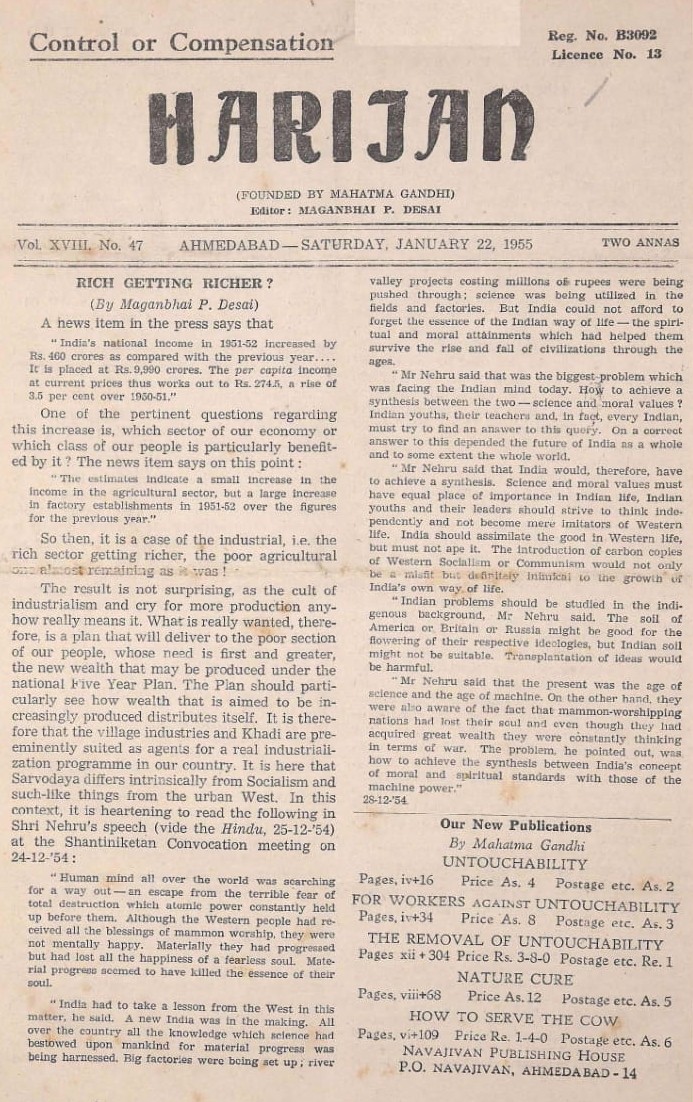 Control or Compensation
Reg. No. B3092
Licence No. 13
HARIJAN
(FOUNDED BY MAHATMA GANDHI)
Editor: MAGANBHAI P. DESAI
Vol. XVIII, No. 47 AHMEDABAD — SATURDAY, JANUARY 22, 1955 TWO ANNAS
RICH GETTING RICHER ?
(By Maganbhai P. Desai)
A news item in the press says that
"India's national income in 1951-52 increased by
Rs. 460 crores as compared with the previous year....
It is placed at Rs. 9,990 crores. The per capita income
at current prices thus works out to Rs. 274.5, a rise of
3.5 per cent over 1950-51."
One of the pertinent questions regarding
this increase is, which sector of our economy or
which class of our people is particularly benefit-
ed by it ? The news item says on this point :
"The estimates indicate a small increase in the
income in the agricultural sector, but a large increase
in factory establishments in 1951-52 over the figures
for the previous year."
So then, it is a case of the industrial, i.e. the
rich sector getting richer, the poor agricultural
one almost remaining as it was !
The result is not surprising, as the cult of
industrialism and cry for more production any-
how really means it. What is really wanted, there-
fore, is a plan that will deliver to the poor section
of our people, whose need is first and greater,
the new wealth that may be produced under the
national Five Year Plan. The Plan should parti-
cularly see how wealth that is aimed to be in-
creasingly produced distributes itself. It is there-
fore that the village industries and Khadi are pre-
eminently suited as agents for a real industriali-
zation programme in our country. It is here that
Sarvodaya differs intrinsically from Socialism and
such-like things from the urban West. In this
context, it is heartening to read the following in
Shri Nehru's speech (vide the Hindu, 25-12-'54)
at the Shantiniketan Convocation meeting on
24-12-'54 :
"Human mind all over the world was searching
for a way out — an escape from the terrible fear of
total destruction which atomic power constantly held
up before them. Although the Western people had re-
ceived all the blessings of mammon worship, they were
not mentally happy. Materially they had progressed
but had lost all the happiness of a fearless soul. Mate-
rial progress seemed to have killed the essence of their
soul.
"India had to take a lesson from the West in this
matter, he said. A new India was in the making. All
over the country all the knowledge which science had
bestowed upon mankind for material progress was
being harnessed. Big factories were being set up ; river
valley projects costing millions of rupees were being
pushed through ; science was being utilized in the
fields and factories. But India could not afford to
forget the essence of the Indian way of life — the spiri-
tual and moral attainments which had helped them
survive the rise and fall of civilizations through the
ages.
"Mr Nehru said that was the biggest problem which
was facing the Indian mind today. How to achieve a
synthesis between the two — science and moral values ?
Indian youths, their teachers and, in fact, every Indian,
must try to find an answer to this query. On a correct
answer to this depended the future of India as a whole
and to some extent the whole world.
"Mr Nehru said that India would, therefore, have
to achieve a synthesis. Science and moral values must
have equal place of importance in Indian life, Indian
youths and their leaders should strive to think inde-
pendently and not become mere imitators of Western
life. India should assimilate the good in Western life,
but must not ape it. The introduction of carbon copies
of Western Socialism or Communism would not only
be a misfit but definitely inimical to the growth of
India's own way of life.
"Indian problems should be studied in the indi-
genous background, Mr Nehru said. The soil of
America or Britain or Russia might be good for the
flowering of their respective ideologies, but Indian soil
might not be suitable. Transplantation of ideas would
be harmful.
"Mr Nehru said that the present was the age of
science and the age of machine. On the other hand, they
were also aware of the fact that mammon-worshipping
nations had lost their soul and even though they had
acquired great wealth they were constantly thinking
in terms of war. The problem, he pointed out, was
how to achieve the synthesis between India's concept
of moral and spiritual standards with those of the
machine power."
28-12-'54
Our New Publications
By Mahatma Gandhi
UNTOUCHABILITY
Pages, iv+16 Price As. 4 Postage etc. As. 2
FOR WORKERS AGAINST UNTOUCHABILITY
Pages, iv+34 Price As. 8 Postage etc. As. 3
THE REMOVAL OF UNTOUCHABILITY
Pages xii + 304 Price Rs. 3-8-0 Postage etc. Re. 1
NATURE CURE
Pages, viii+68 Price As. 12 Postage etc. As. 5
HOW TO SERVE THE COW
Pages, vi+109 Price Re. 1-4-0 Postage etc. As. 6
NAVAJIVAN PUBLISHING HOUSE
P.O. NAVAJIVAN, AHMEDABAD - 14